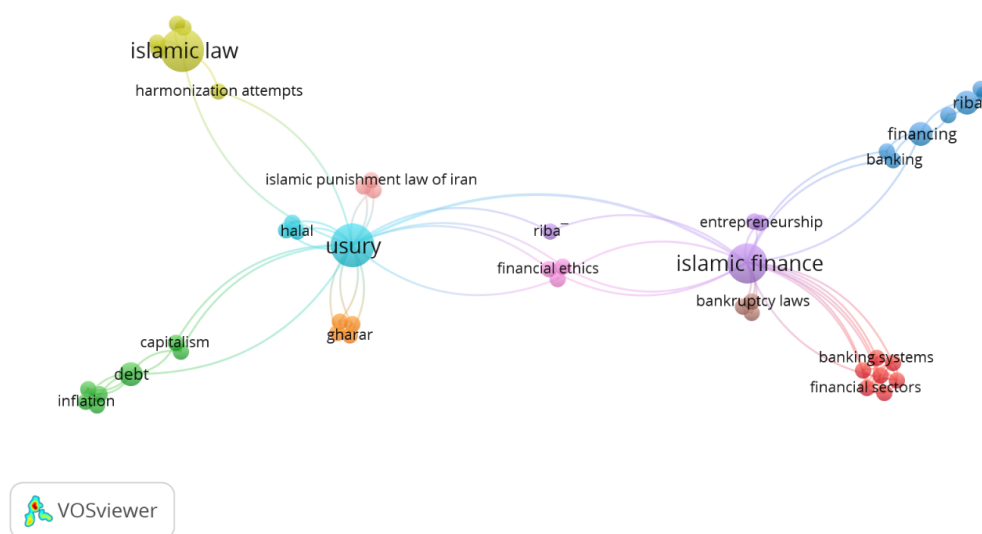 islamic law
harmonization attempts
riba
financing
banking
islamic punishment law of iran
entrepreneurship
halal
riba¯
usury
islamic finance
financial ethics
bankruptcy laws
gharar
capitalism
banking systems
debt
financial sectors
inflation
VOSviewer